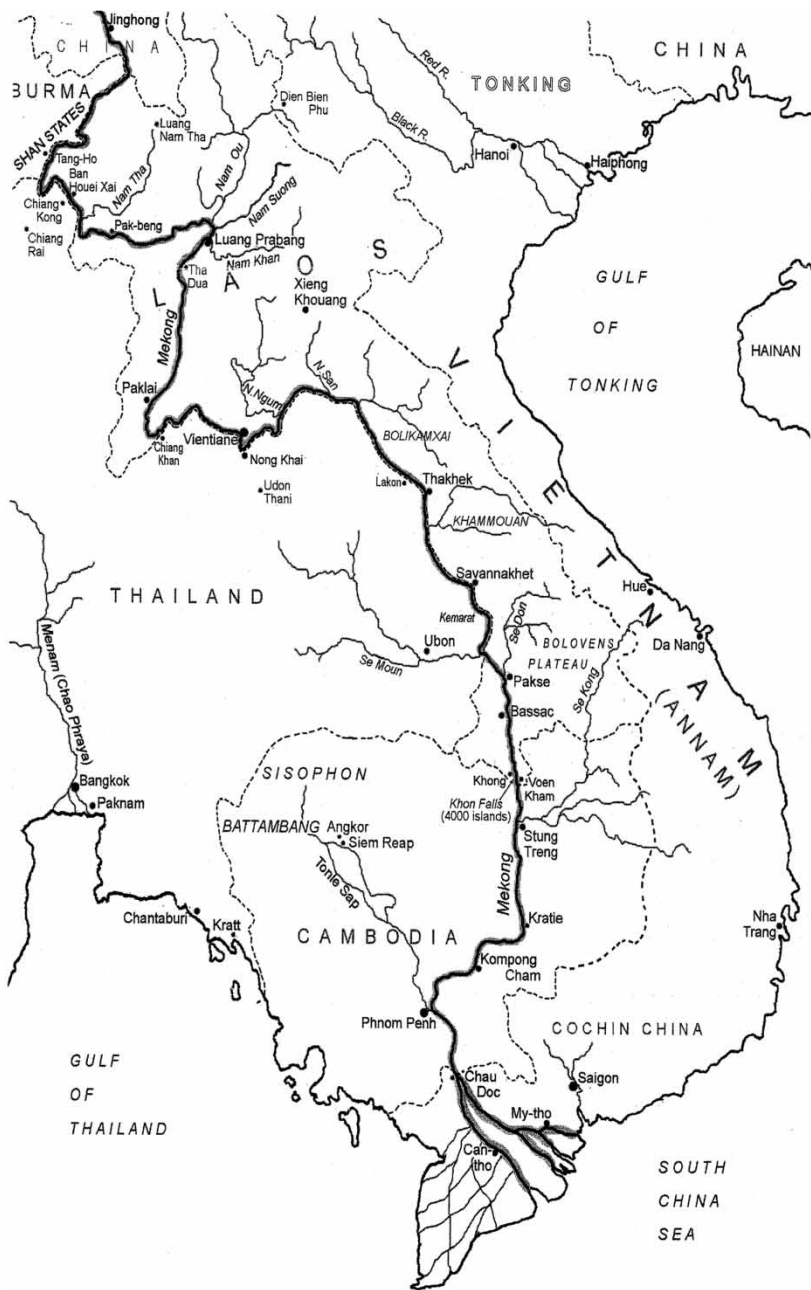 Jinghong
CHINA
CHINA
BURMA
SHAN STATES
Red R.
TONKING
Black R.
Dien Bien
Phu
Luang
Nam Tha
Tang-Ho
Ban
Houei Xai
Hanoi
Haiphong
Nam Tha
Nam Ou
Nam Suong
Chiang
Kong
Chiang
Rai
Pak-beng
Luang Prabang
Nam Khan
Tha
Dua
LAOS
Xieng
Khouang
GULF
OF
TONKING
HAINAN
Mekong
Paklai
N.Ngum
N.San
Vientiane
Chiang
Khan
Nong Khai
BOLIKAMXAI
Udon
Thani
Lakon
Thakhek
KHAMMOUAN
VIETNAM
(ANNAM)
THAILAND
Savannakhet
Hue
Kemarat
Se Don
BOLOVENS
PLATEAU
Da Nang
Ubon
Se Moun
Se Kong
Pakse
Bassac
Menam (Chao Phraya)
Bangkok
Paknam
SISOPHON
Khong
Voen
Kham
Khon Falls
(4000 islands)
BATTAMBANG
Angkor
Siem Reap
Stung
Treng
Tonle Sap
Mekong
Chantaburi
Kratt
CAMBODIA
Kratie
Nha
Trang
Kompong
Cham
Phnom Penh
COCHIN CHINA
GULF
OF
THAILAND
Chau
Doc
Saigon
My-tho
Can-
tho
SOUTH
CHINA
SEA